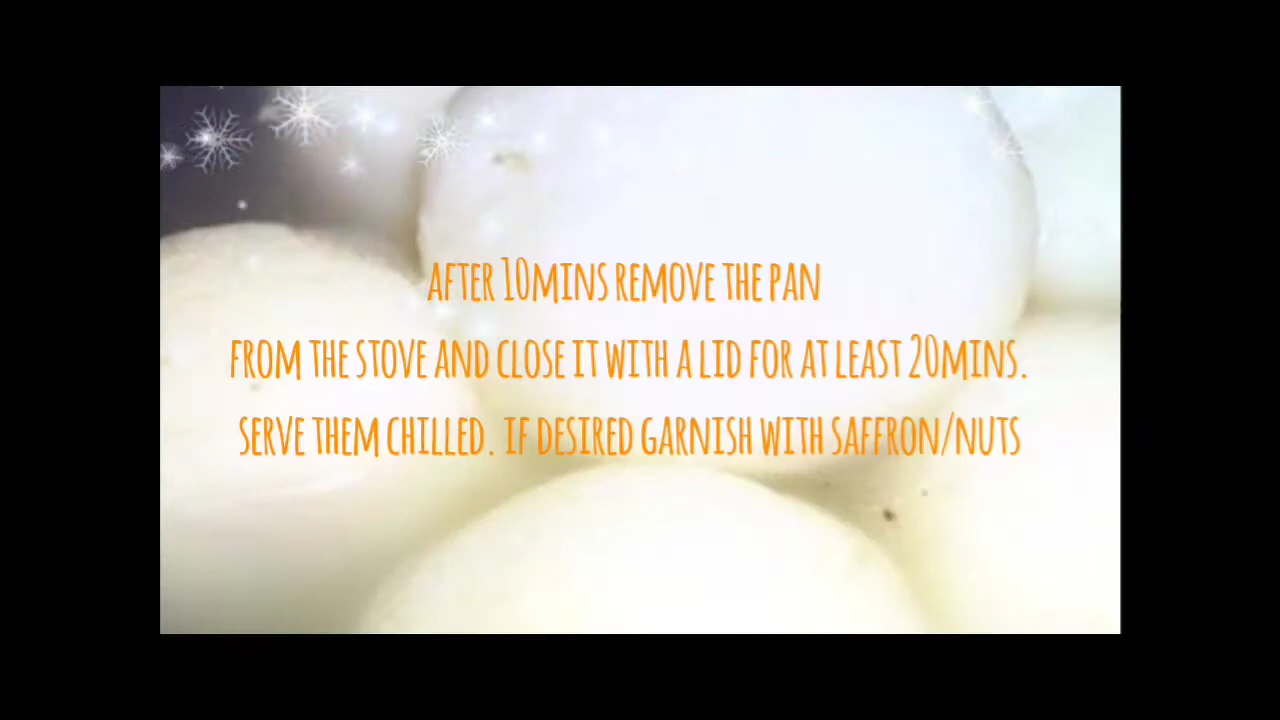 AFTER 10MINS REMOVE THE PAN
FROM THE STOVE AND CLOSE IT WITH A LID FOR AT LEAST 20MINS.
SERVE THEM CHILLED. IF DESIRED GARNISH WITH SAFFRON/NUTS